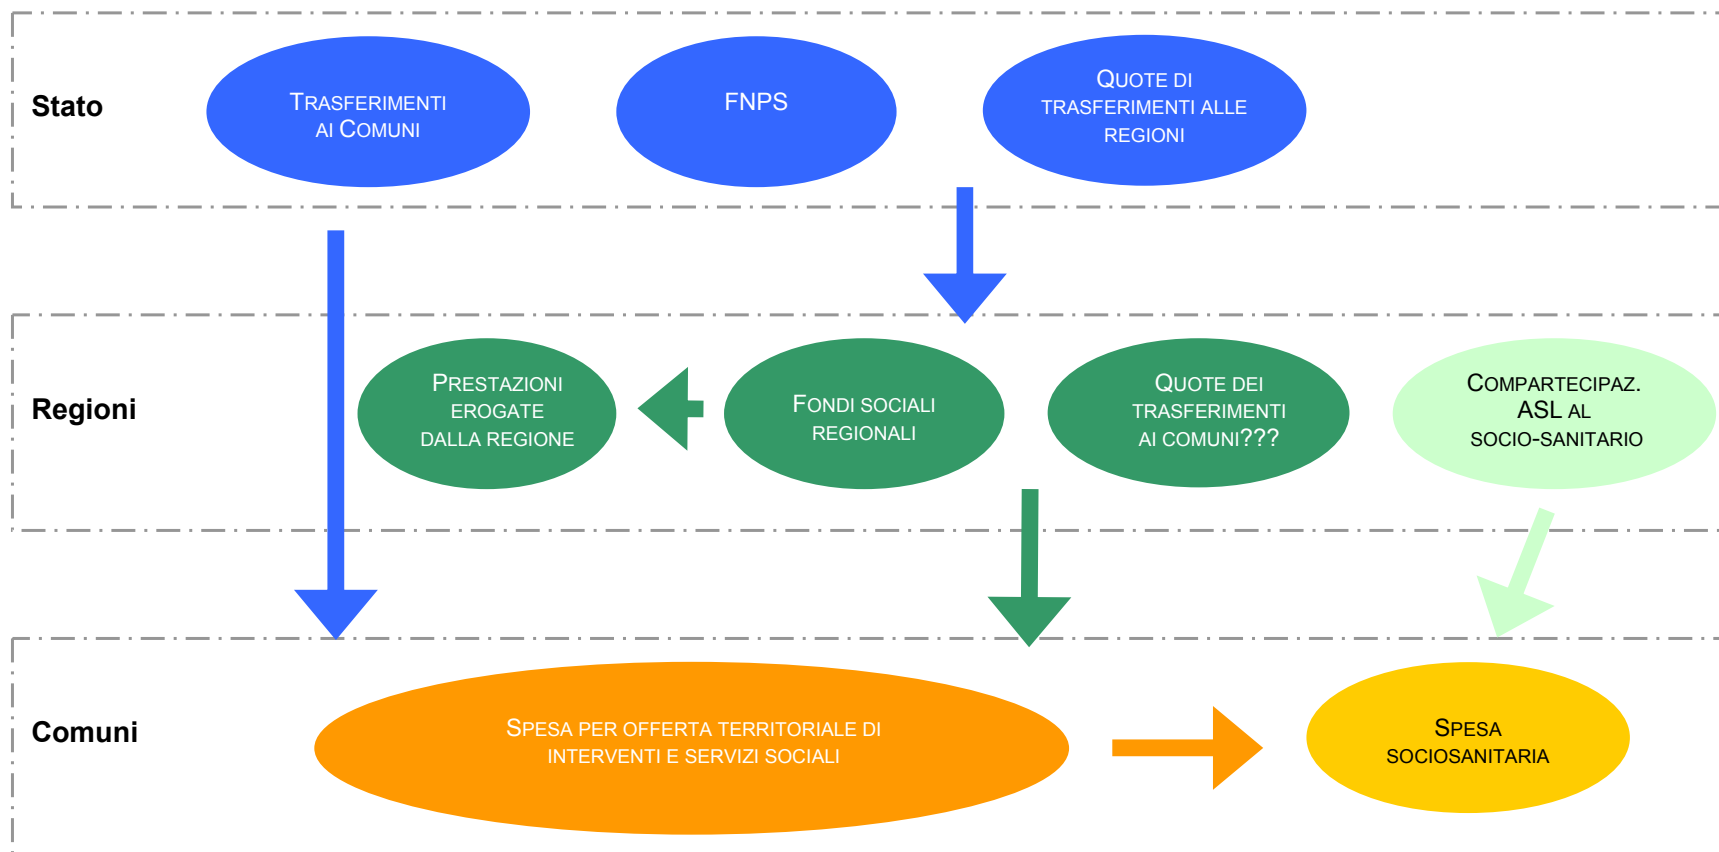 Stato
TRASFERIMENTI
AI COMUNI
FNPS
QUOTE DI
TRASFERIMENTI ALLE
REGIONI
Regioni
PRESTAZIONI
EROGATE
DALLA REGIONE
FONDI SOCIALI
REGIONALI
QUOTE DEI
TRASFERIMENTI
AI COMUNI???
COMPARTECIPAZ.
ASL AL
SOCIO-SANITARIO
Comuni
SPESA PER OFFERTA TERRITORIALE DI
INTERVENTI E SERVIZI SOCIALI
SPESA
SOCIOSANITARIA